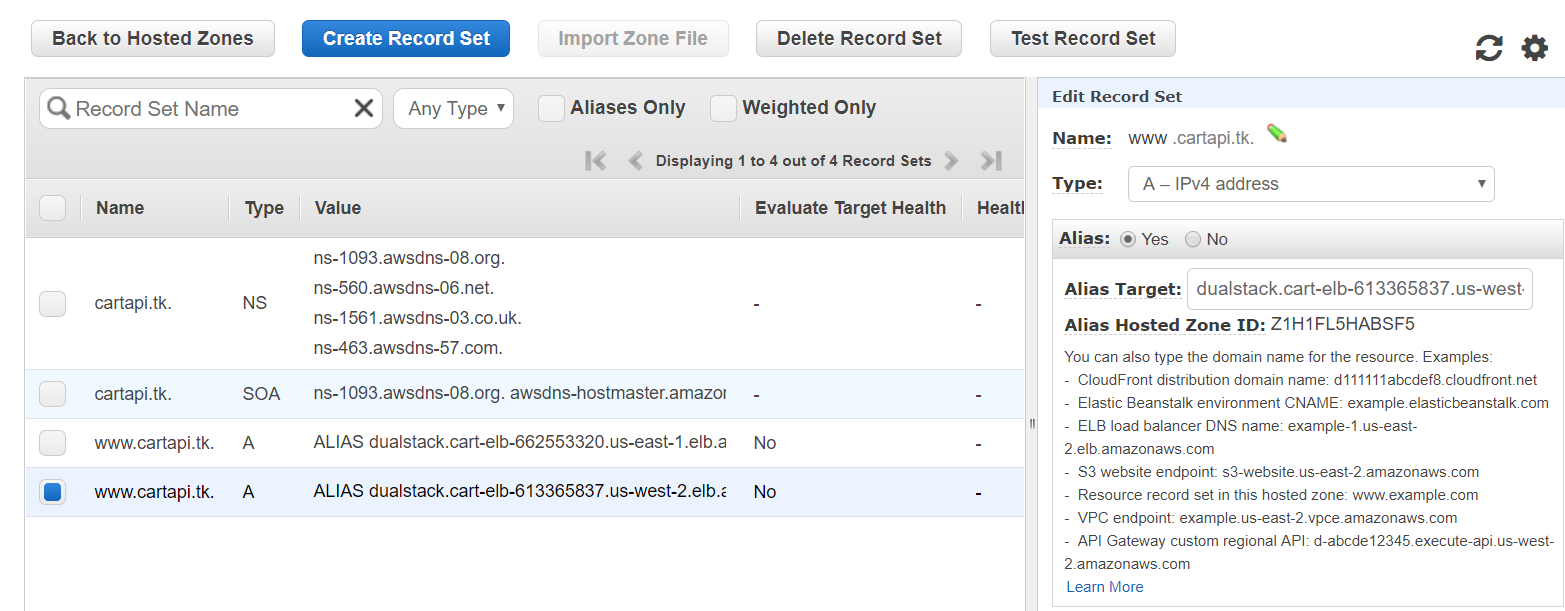 Back to Hosted Zones Create Record Set Import Zone File Delete Record Set Test Record Set
Record Set Name Any Type Aliases Only Weighted Only
Displaying 1 to 4 out of 4 Record Sets
Name Type Value Evaluate Target Health Healt
cartapi.tk. NS ns-1093.awsdns-08.org.
ns-560.awsdns-06.net.
ns-1561.awsdns-03.co.uk.
ns-463.awsdns-57.com.
- -
cartapi.tk. SOA ns-1093.awsdns-08.org. awsdns-hostmaster.amazor - -
www.cartapi.tk. A ALIAS dualstack.cart-elb-662553320.us-east-1.elb.a No -
www.cartapi.tk. A ALIAS dualstack.cart-elb-613365837.us-west-2.elb.a No -
Edit Record Set
Name: www .cartapi.tk.
Type: A – IPv4 address
Alias: Yes No
Alias Target: dualstack.cart-elb-613365837.us-west-
Alias Hosted Zone ID: Z1H1FL5HABSF5
You can also type the domain name for the resource. Examples:
- CloudFront distribution domain name: d111111abcdef8.cloudfront.net
- Elastic Beanstalk environment CNAME: example.elasticbeanstalk.com
- ELB load balancer DNS name: example-1.us-east-
2.elb.amazonaws.com
- S3 website endpoint: s3-website.us-east-2.amazonaws.com
- Resource record set in this hosted zone: www.example.com
- VPC endpoint: example.us-east-2.vpce.amazonaws.com
- API Gateway custom regional API: d-abcde12345.execute-api.us-west-
2.amazonaws.com
Learn More